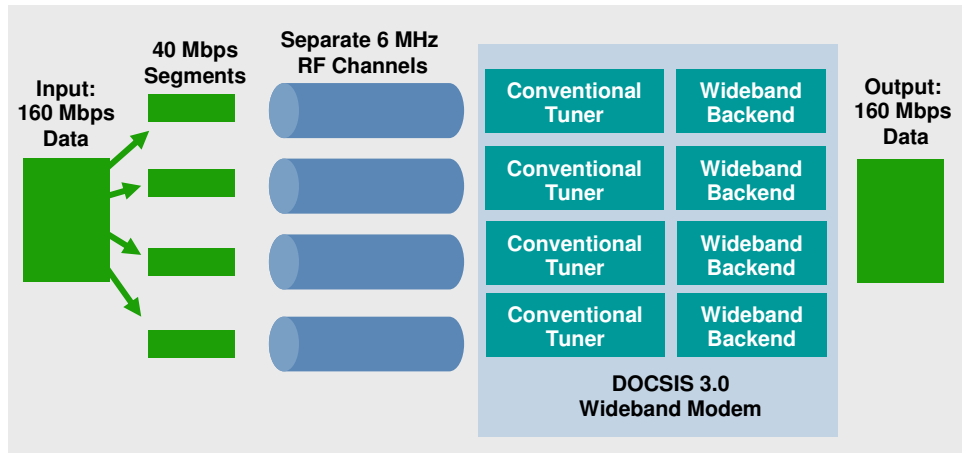 Input:
160 Mbps
Data
40 Mbps
Segments
Separate 6 MHz
RF Channels
Conventional
Tuner
Wideband
Backend
Conventional
Tuner
Wideband
Backend
Conventional
Tuner
Wideband
Backend
Conventional
Tuner
Wideband
Backend
DOCSIS 3.0
Wideband Modem
Output:
160 Mbps
Data